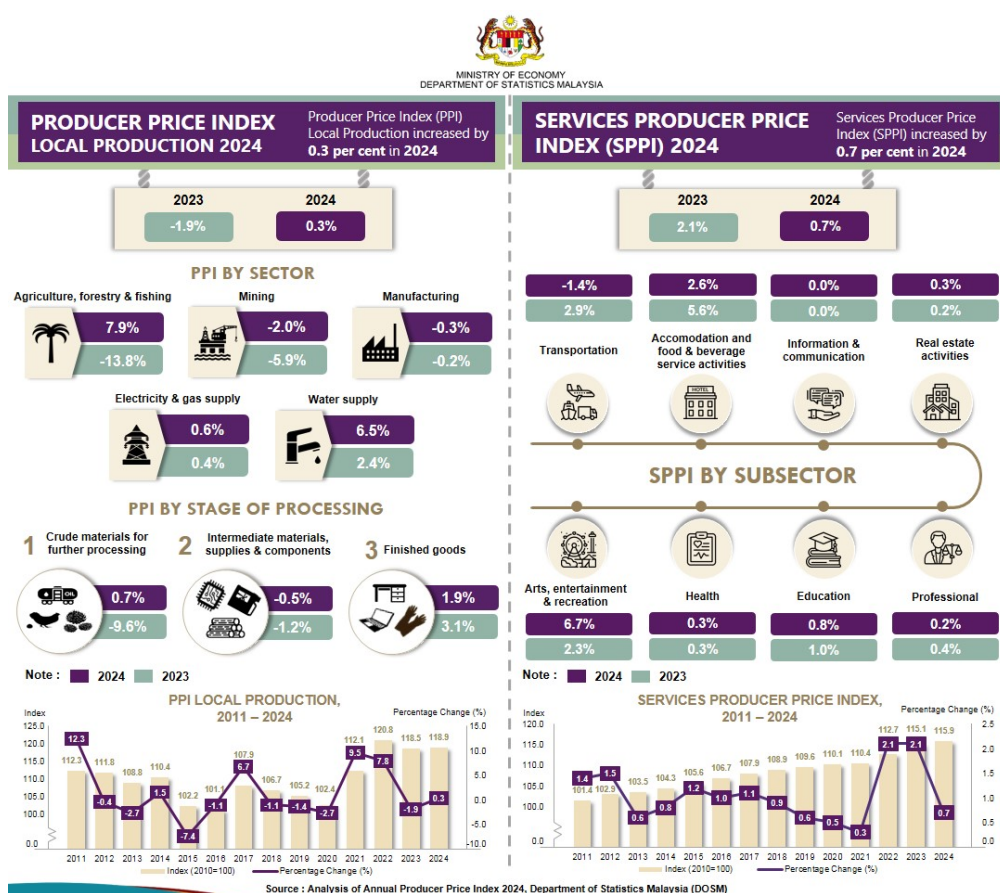 MINISTRY OF ECONOMY
DEPARTMENT OF STATISTICS MALAYSIA
PRODUCER PRICE INDEX
LOCAL PRODUCTION 2024
Producer Price Index (PPI)
Local Production increased by
0.3 per cent in 2024
2023
2024
-1.9%
0.3%
PPI BY SECTOR
Agriculture, forestry & fishing
7.9%
-13.8%
Mining
-2.0%
-5.9%
Manufacturing
-0.3%
-0.2%
Electricity & gas supply
0.6%
0.4%
Water supply
6.5%
2.4%
PPI BY STAGE OF PROCESSING
1
Crude materials for
further processing
OIL
0.7%
-9.6%
2
Intermediate materials,
supplies & components
-0.5%
-1.2%
3
Finished goods
1.9%
3.1%
Note :
2024
2023
PPI LOCAL PRODUCTION,
2011 – 2024
Index
Percentage Change (%)
125.0
120.0
115.0
110.0
105.0
100.0
0.0
15.0
10.0
5.0
0.0
-5.0
-10.0
112.3
111.8
108.8
110.4
102.2
101.1
107.9
106.7
105.2
102.4
112.1
120.8
118.5
118.9
12.3
-0.4
-2.7
1.5
-7.4
-1.1
6.7
-1.1
-1.4
-2.7
9.5
7.8
-1.9
0.3
2011 2012 2013 2014 2015 2016 2017 2018 2019 2020 2021 2022 2023 2024
Index (2010=100)
Percentage Change (%)
SERVICES PRODUCER PRICE
INDEX (SPPI) 2024
Services Producer Price
Index (SPPI) increased by
0.7 per cent in 2024
2023
2024
2.1%
0.7%
-1.4%
2.9%
Transportation
2.6%
5.6%
Accomodation and
food & beverage
service activities
HOTEL
0.0%
0.0%
Information &
communication
0.3%
0.2%
Real estate
activities
SPPI BY SUBSECTOR
Arts, entertainment
& recreation
6.7%
2.3%
Health
0.3%
0.3%
Education
0.8%
1.0%
Professional
0.2%
0.4%
Note :
2024
2023
SERVICES PRODUCER PRICE INDEX,
2011 – 2024
Index
Percentage Change (%)
120.0
115.0
110.0
105.0
100.0
0.0
2.5
2.0
1.5
1.0
0.5
0.0
101.4
102.9
103.5
104.3
105.6
106.7
107.9
108.9
109.6
110.1
110.4
112.7
115.1
115.9
1.4
1.5
0.6
0.8
1.2
1.0
1.1
0.9
0.6
0.5
0.3
2.1
2.1
0.7
2011 2012 2013 2014 2015 2016 2017 2018 2019 2020 2021 2022 2023 2024
Index (2010=100)
Percentage Change (%)
Source : Analysis of Annual Producer Price Index 2024, Department of Statistics Malaysia (DOSM)